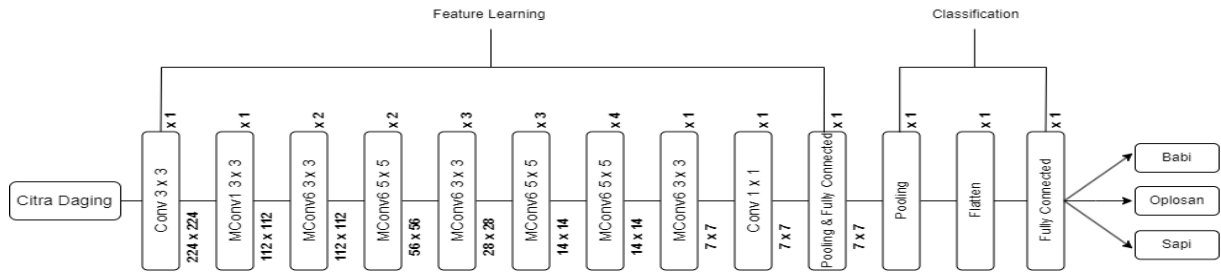 Feature Learning
Classification
Citra Daging
Conv 3 x 3
x 1
224 x 224
MConv1 3 x 3
x 1
112 x 112
MConv6 3 x 3
x 2
112 x 112
MConv6 5 x 5
x 2
56 x 56
MConv6 3 x 3
x 3
28 x 28
MConv6 5 x 5
x 3
14 x 14
MConv6 5 x 5
x 4
14 x 14
MConv6 3 x 3
x 1
7 x 7
Conv 1 x 1
x 1
7 x 7
Pooling & Fully Connected
x 1
7 x 7
Pooling
x 1
Flatten
x 1
Fully Connected
x 1
Babi
Oplosan
Sapi